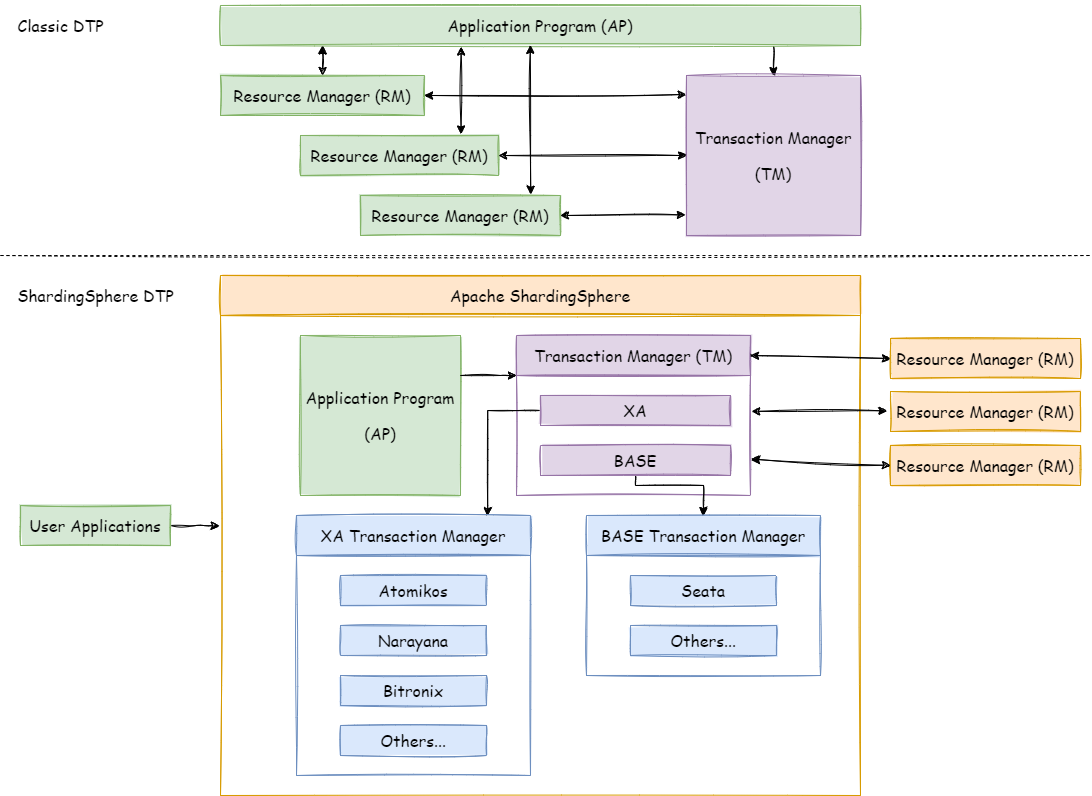 Classic DTP
Application Program (AP)
Resource Manager (RM)
Transaction Manager
(TM)
Resource Manager (RM)
Resource Manager (RM)
ShardingSphere DTP
Apache ShardingSphere
Transaction Manager (TM)
Resource Manager (RM)
Application Program
(AP)
XA
Resource Manager (RM)
BASE
Resource Manager (RM)
User Applications
XA Transaction Manager
BASE Transaction Manager
Atomikos
Seata
Narayana
Others...
Bitronix
Others...